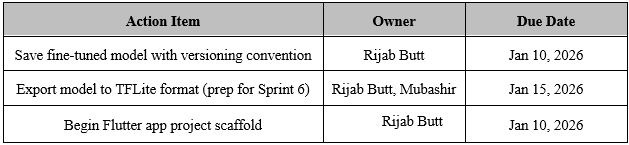 Action Item Owner Due Date
Save fine-tuned model with versioning convention Rijab Butt Jan 10, 2026
Export model to TFLite format (prep for Sprint 6) Rijab Butt, Mubashir Jan 15, 2026
Begin Flutter app project scaffold Rijab Butt Jan 10, 2026